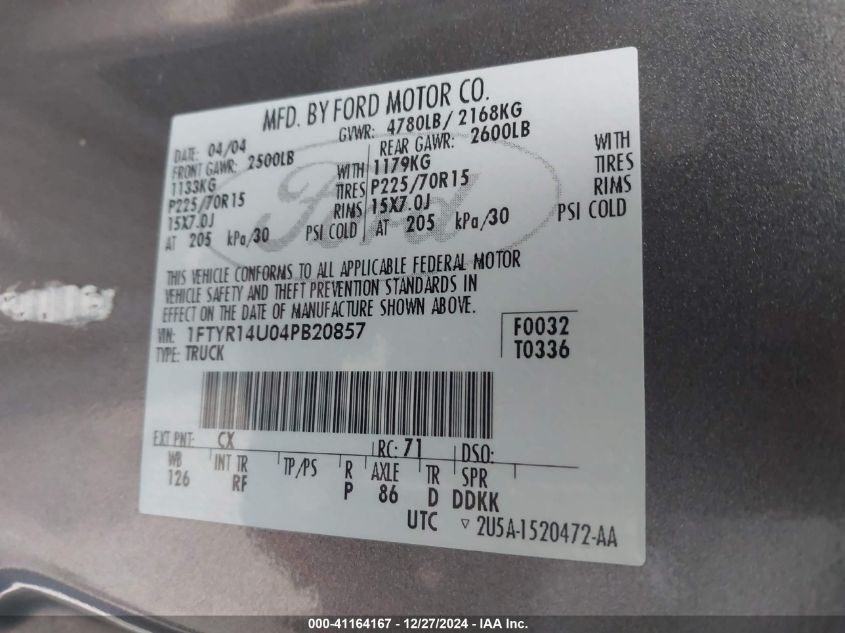 MFD. BY FORD MOTOR CO.
DATE: 04/04 GVWR: 4780LB/ 2168KG
FRONT GAWR: 2500LB REAR GAWR: 2600LB
1133KG WITH 1179KG WITH
P225/70R15 TIRES P225/70R15 TIRES
15X7.0J RIMS 15X7.0J RIMS
AT 205 kPa/30 PSI COLD AT 205 kPa/30 PSI COLD
Ford
THIS VEHICLE CONFORMS TO ALL APPLICABLE FEDERAL MOTOR
VEHICLE SAFETY AND THEFT PREVENTION STANDARDS IN
EFFECT ON THE DATE OF MANUFACTURE SHOWN ABOVE.
VIN: 1FTYR14U04PB20857 F0032
TYPE: TRUCK T0336
EXT PNT: CX RC: 71 DSO:
WB INT TR TP/PS R AXLE TR SPR
126 RF P 86 D DDKK
UTC ▽ 2U5A-1520472-AA
000-41164167 - 12/27/2024 - IAA Inc.